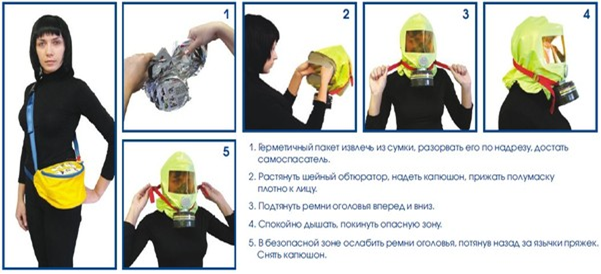 1
2
3
4
5
1. Герметичный пакет извлечь из сумки, разорвать его по надрезу, достать
самоспасатель.
2. Растянуть шейный обтюратор, надеть капюшон, прижать полумаску
плотно к лицу.
3. Подтянуть ремни оголовья вперед и вниз.
4. Спокойно дышать, покинуть опасную зону.
5. В безопасной зоне ослабить ремни оголовья, потянув назад за язычки пряжек.
Снять капюшон.